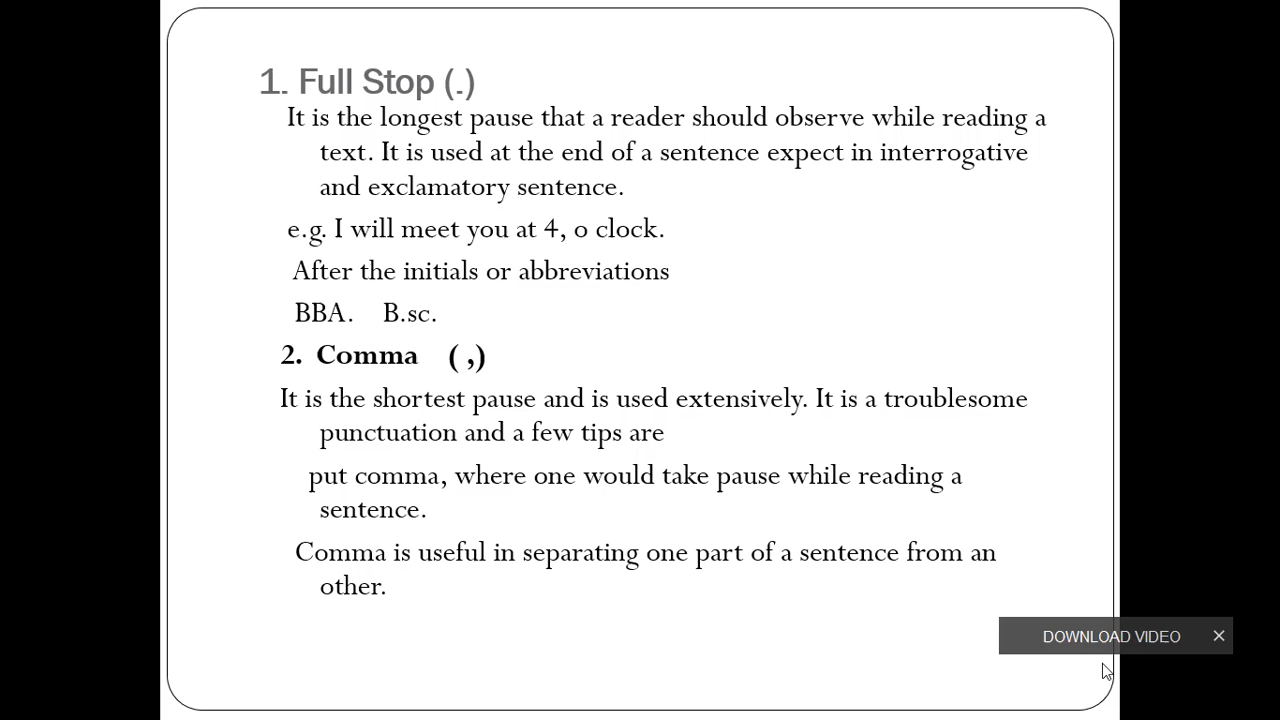 1. Full Stop (.)
It is the longest pause that a reader should observe while reading a
text. It is used at the end of a sentence expect in interrogative
and exclamatory sentence.
e.g. I will meet you at 4, o clock.
After the initials or abbreviations
BBA. B.sc.
2. Comma ( ,)
It is the shortest pause and is used extensively. It is a troublesome
punctuation and a few tips are
put comma, where one would take pause while reading a
sentence.
Comma is useful in separating one part of a sentence from an
other.
DOWNLOAD VIDEO ×